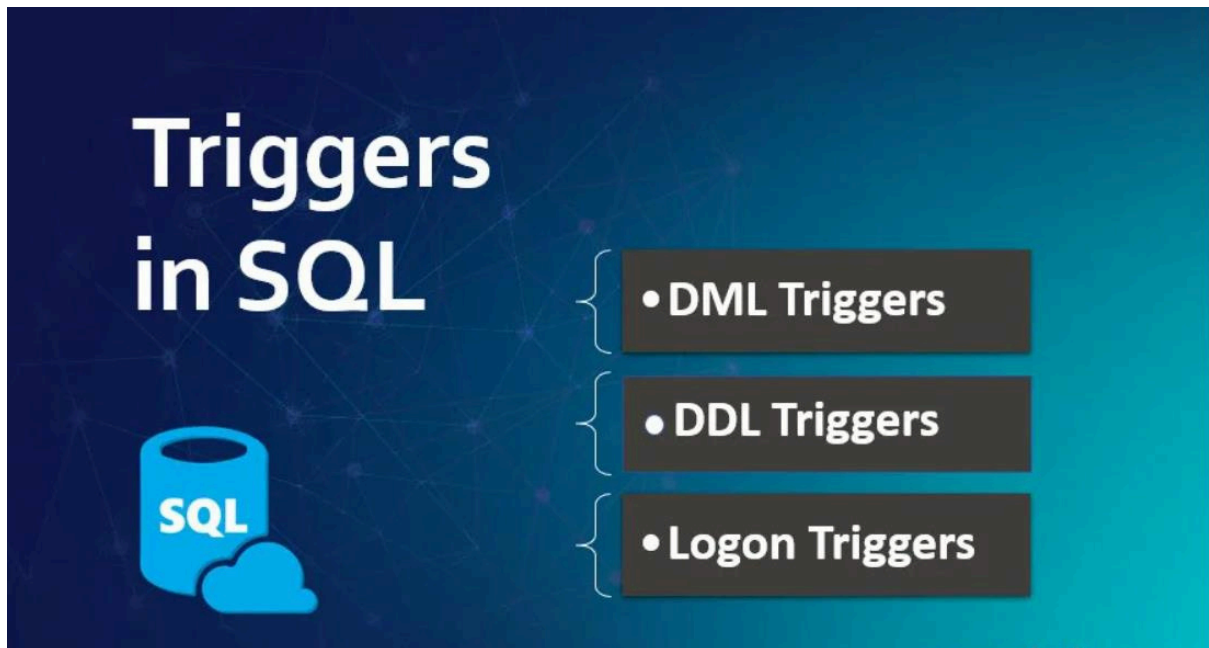 Triggers
in SQL
• DML Triggers
• DDL Triggers
• Logon Triggers
SQL